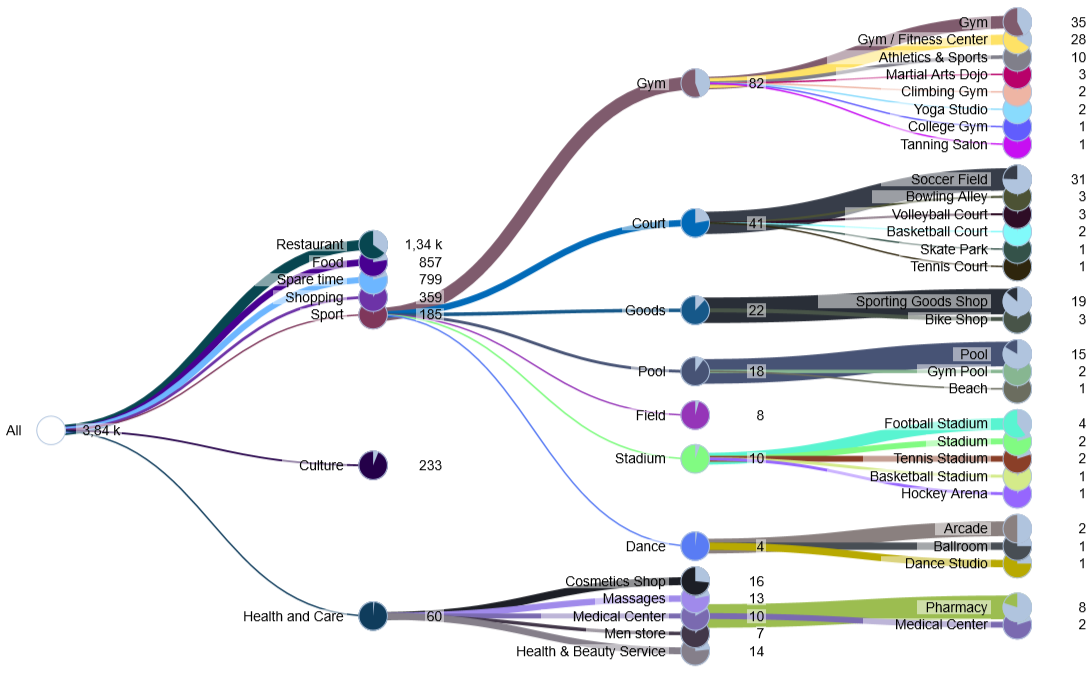 All 3,84 k
Restaurant 1,34 k
Food 857
Spare time 799
Shopping 359
Sport 185
Culture 233
Health and Care 60
Gym 82
Court 41
Goods 22
Pool 18
Field 8
Stadium 10
Dance 4
Cosmetics Shop 16
Massages 13
Medical Center 10
Men store 7
Health & Beauty Service 14
Gym 35
Gym / Fitness Center 28
Athletics & Sports 10
Martial Arts Dojo 3
Climbing Gym 2
Yoga Studio 2
College Gym 1
Tanning Salon 1
Soccer Field 31
Bowling Alley 3
Volleyball Court 3
Basketball Court 2
Skate Park 1
Tennis Court 1
Sporting Goods Shop 19
Bike Shop 3
Pool 15
Gym Pool 2
Beach 1
Football Stadium 4
Stadium 2
Tennis Stadium 2
Basketball Stadium 1
Hockey Arena 1
Arcade 2
Ballroom 1
Dance Studio 1
Pharmacy 8
Medical Center 2